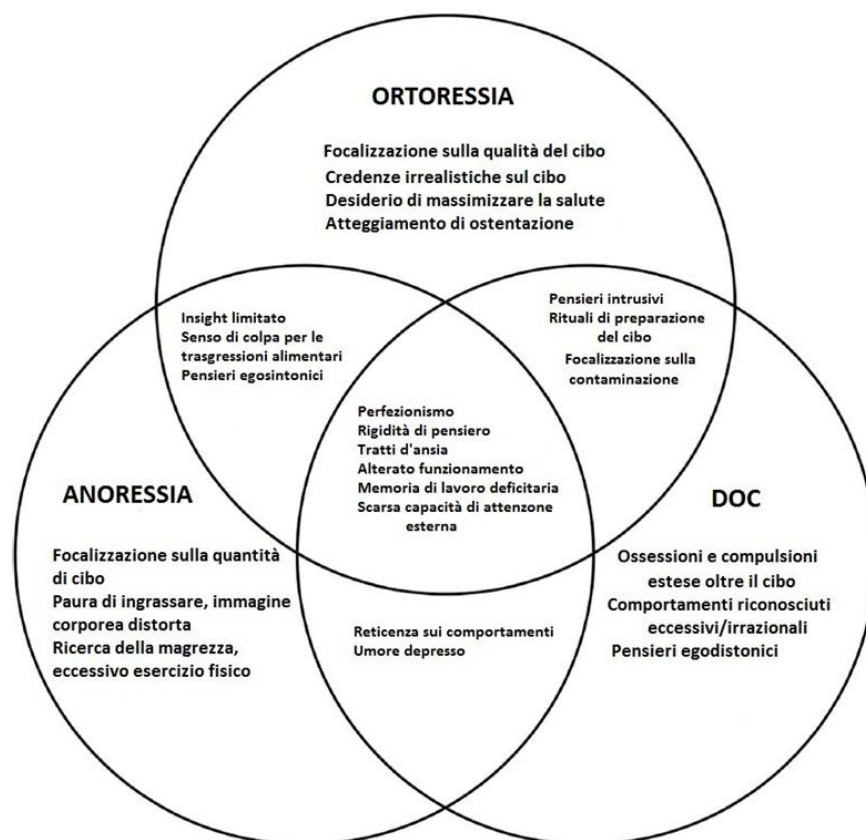 ORTORESSIA
Focalizzazione sulla qualità del cibo
Credenze irrealistiche sul cibo
Desiderio di massimizzare la salute
Atteggiamento di ostentazione
Insight limitato
Senso di colpa per le
trasgressioni alimentari
Pensieri egosintonici
Pensieri intrusivi
Rituali di preparazione
del cibo
Focalizzazione sulla
contaminazione
Perfezionismo
Rigidità di pensiero
Tratti d'ansia
Alterato funzionamento
Memoria di lavoro deficitaria
Scarsa capacità di attenzone
esterna
ANORESSIA
Focalizzazione sulla quantità
di cibo
Paura di ingrassare, immagine
corporea distorta
Ricerca della magrezza,
eccessivo esercizio fisico
DOC
Ossessioni e compulsioni
estese oltre il cibo
Comportamenti riconosciuti
eccessivi/irrazionali
Pensieri egodistonici
Reticenza sui comportamenti
Umore depresso